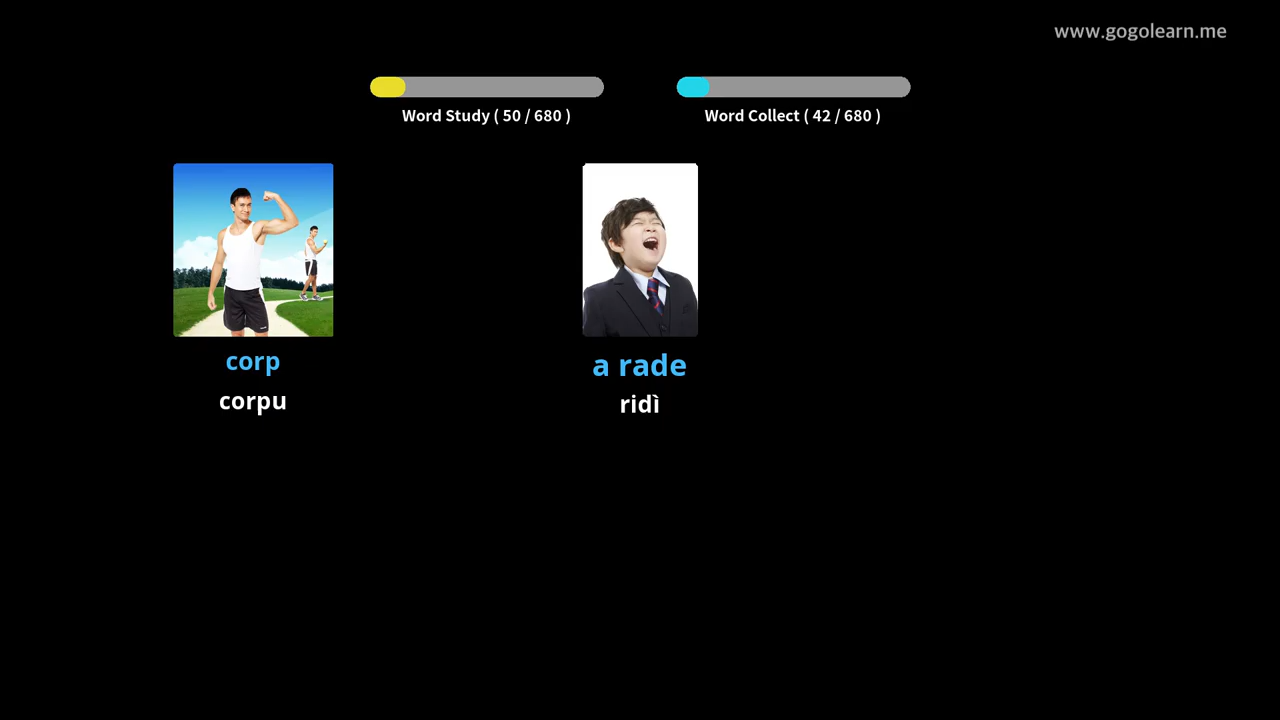 www.gogolearn.me
Word Study ( 50 / 680 )
Word Collect ( 42 / 680 )
corp
corpu
a rade
ridì